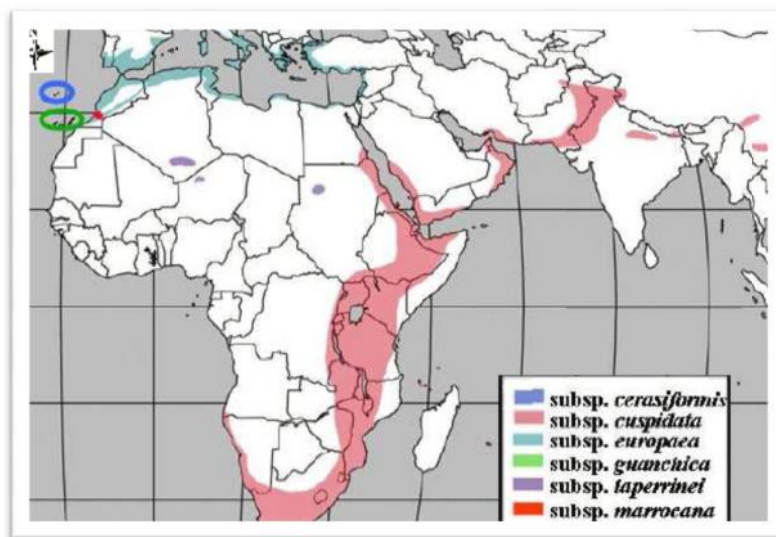 subsp. cerasiformis
subsp. cuspidata
subsp. europaea
subsp. guanchica
subsp. laperrinei
subsp. marrocana